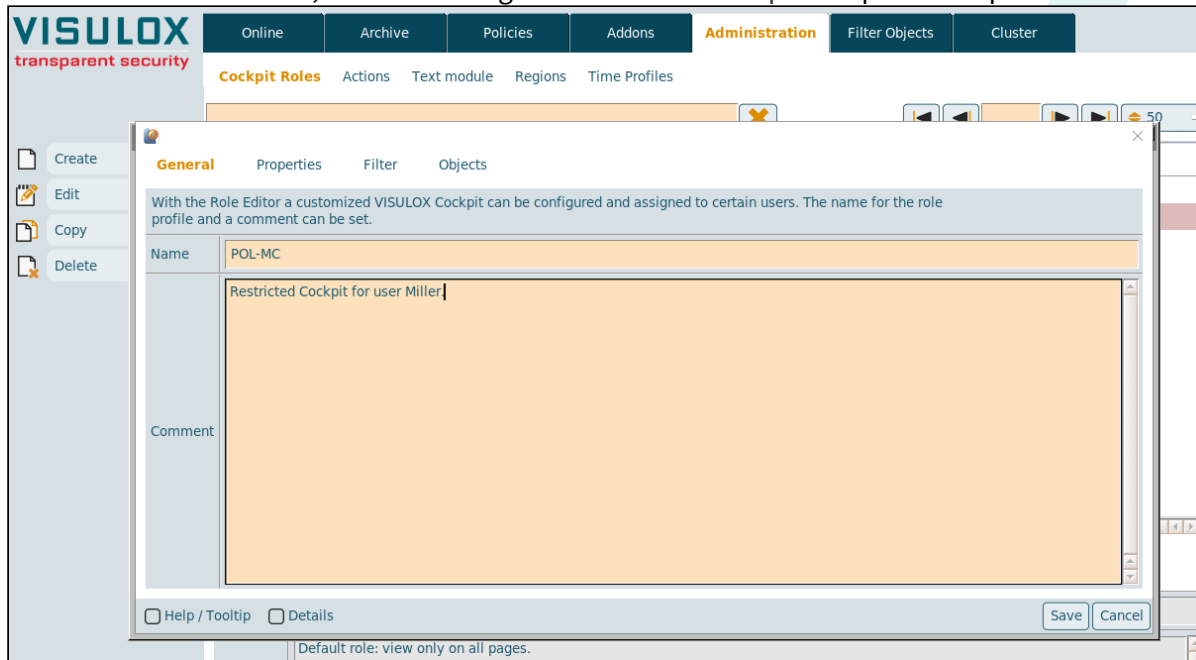 VISULOX
transparent security
Online Archive Policies Addons Administration Filter Objects Cluster
Cockpit Roles Actions Text module Regions Time Profiles
50
Create
Edit
Copy
Delete
General Properties Filter Objects
With the Role Editor a customized VISULOX Cockpit can be configured and assigned to certain users. The name for the role
profile and a comment can be set.
Name POL-MC
Restricted Cockpit for user Miller.
Comment
Help / Tooltip Details Save Cancel
Default role: view only on all pages.